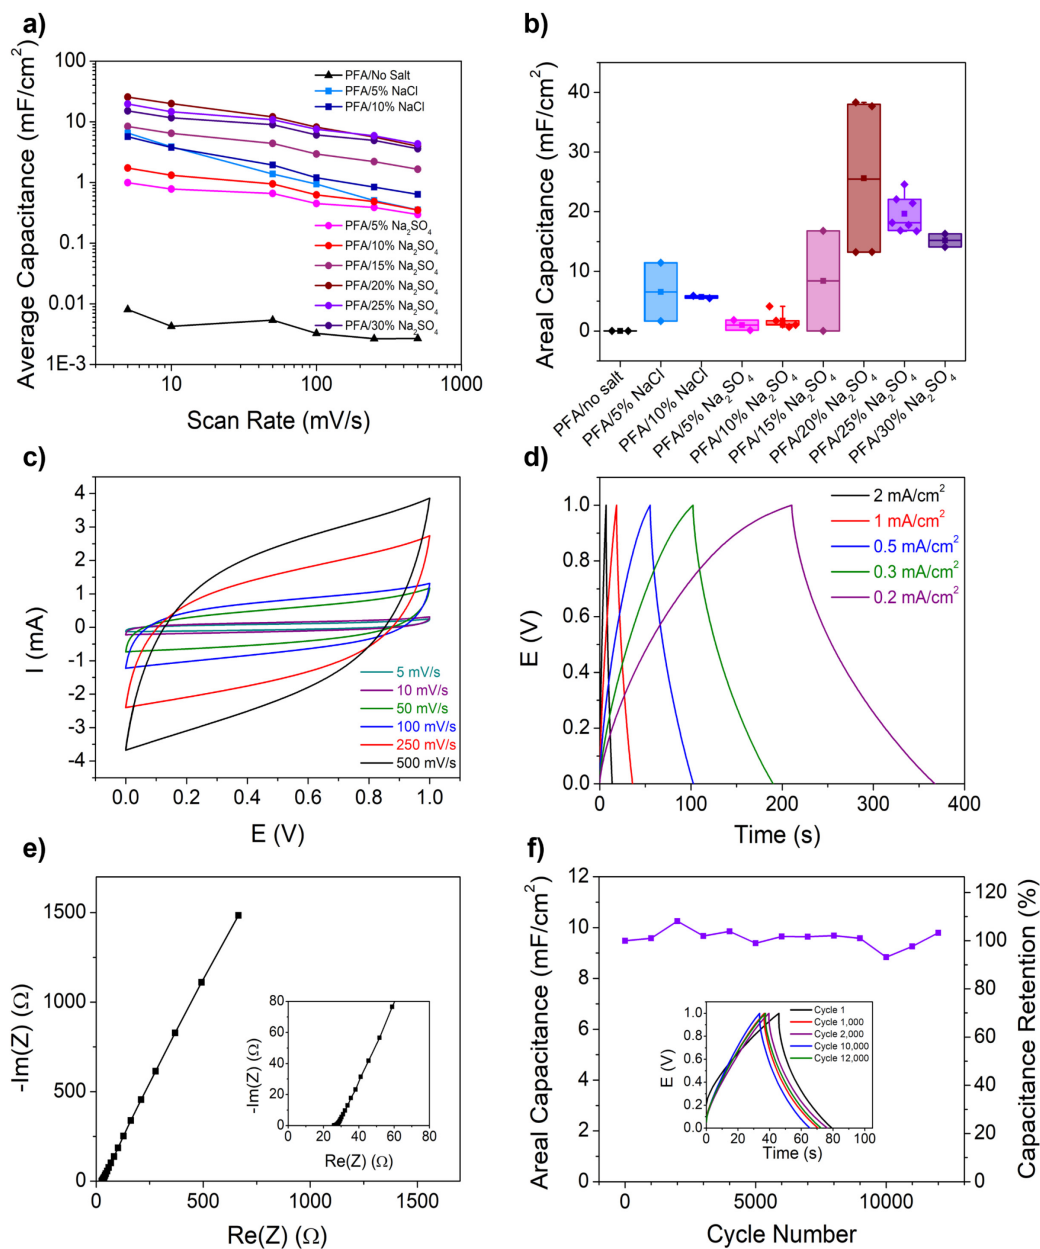 a)
Average Capacitance (mF/cm²)
100
10
1
0.1
0.01
1E-3
10
100
1000
Scan Rate (mV/s)
PFA/No Salt
PFA/5% NaCl
PFA/10% NaCl
PFA/5% Na₂SO₄
PFA/10% Na₂SO₄
PFA/15% Na₂SO₄
PFA/20% Na₂SO₄
PFA/25% Na₂SO₄
PFA/30% Na₂SO₄
b)
Areal Capacitance (mF/cm²)
40
30
20
10
0
PFA/no salt
PFA/5% NaCl
PFA/10% NaCl
PFA/5% Na₂SO₄
PFA/10% Na₂SO₄
PFA/15% Na₂SO₄
PFA/20% Na₂SO₄
PFA/25% Na₂SO₄
PFA/30% Na₂SO₄
c)
I (mA)
4
3
2
1
0
-1
-2
-3
-4
0.0
0.2
0.4
0.6
0.8
1.0
E (V)
5 mV/s
10 mV/s
50 mV/s
100 mV/s
250 mV/s
500 mV/s
d)
E (V)
1.0
0.8
0.6
0.4
0.2
0.0
0
100
200
300
400
Time (s)
2 mA/cm²
1 mA/cm²
0.5 mA/cm²
0.3 mA/cm²
0.2 mA/cm²
e)
-Im(Z) (Ω)
1500
1000
500
0
0
500
1000
1500
Re(Z) (Ω)
-Im(Z) (Ω)
80
60
40
20
0
0
20
40
60
80
Re(Z) (Ω)
f)
Areal Capacitance (mF/cm²)
12
10
8
6
4
2
0
0
5000
10000
Cycle Number
120
100
80
60
40
20
0
Capacitance Retention (%)
E (V)
1.0
0.8
0.6
0.4
0.2
0.0
0
20
40
60
80
100
Time (s)
Cycle 1
Cycle 1,000
Cycle 2,000
Cycle 10,000
Cycle 12,000